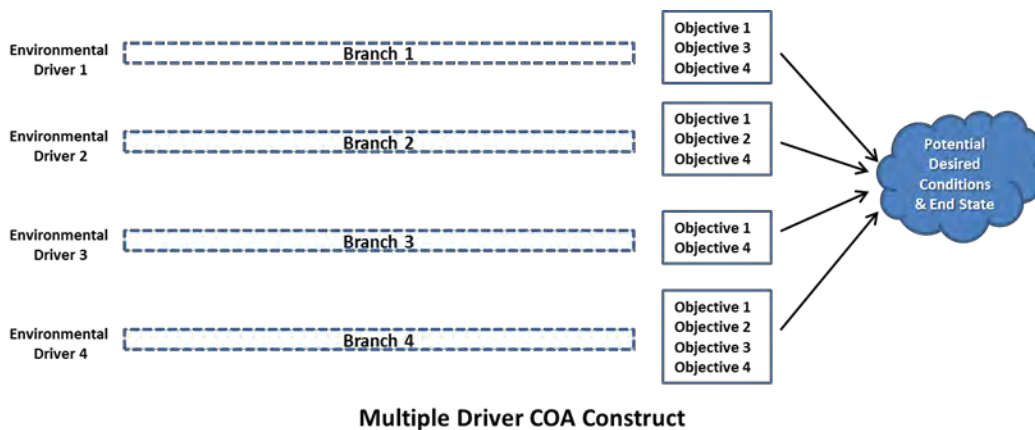 Environmental
Driver 1
Branch 1
Objective 1
Objective 3
Objective 4
Environmental
Driver 2
Branch 2
Objective 1
Objective 2
Objective 4
Potential
Desired
Conditions
& End State
Environmental
Driver 3
Branch 3
Objective 1
Objective 4
Environmental
Driver 4
Branch 4
Objective 1
Objective 2
Objective 3
Objective 4
Multiple Driver COA Construct